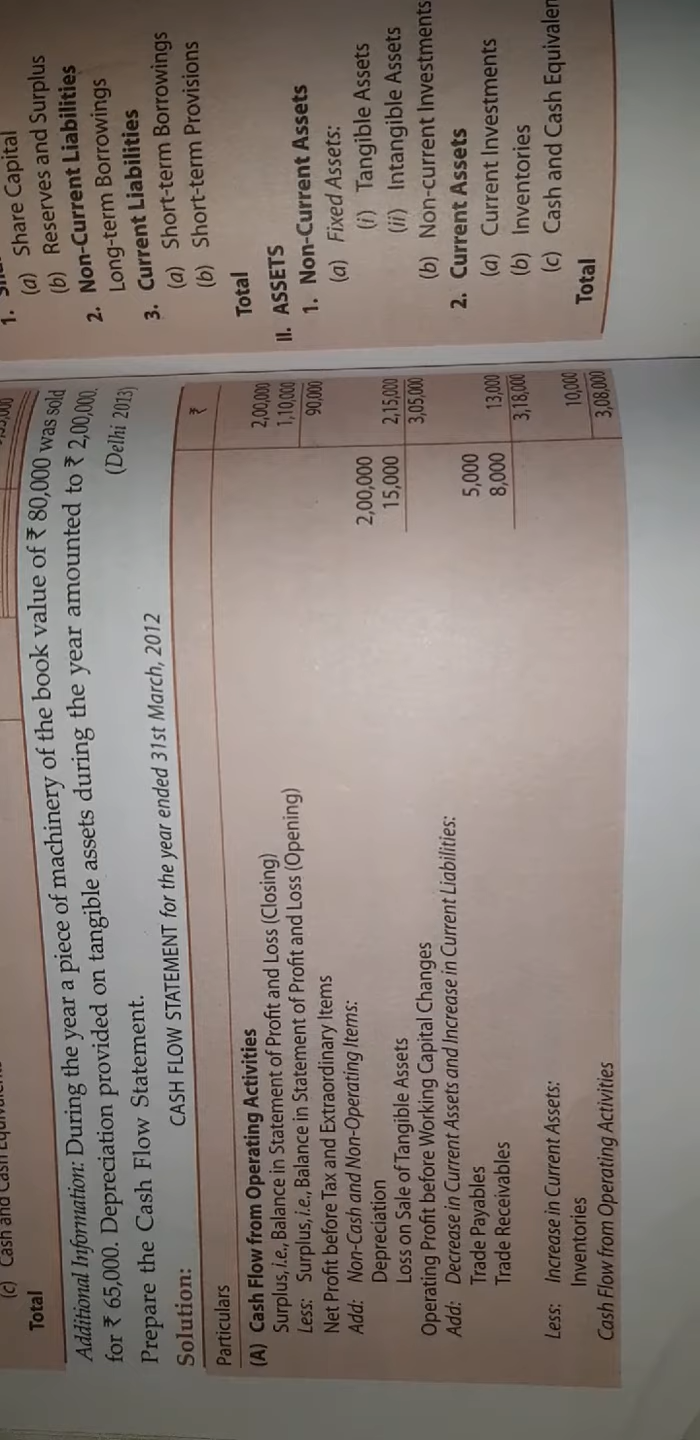 (c) Cash and Cash
Total
Additional Information: During the year a piece of machinery of the book value of ₹ 80,000 was sold
for ₹ 65,000. Depreciation provided on tangible assets during the year amounted to ₹ 2,00,000.
Prepare the Cash Flow Statement. (Delhi 2013)
Solution: CASH FLOW STATEMENT for the year ended 31st March, 2012
Particulars ₹
(A) Cash Flow from Operating Activities
Surplus, i.e., Balance in Statement of Profit and Loss (Closing) 2,00,000
Less: Surplus, i.e., Balance in Statement of Profit and Loss (Opening) 1,10,000
Net Profit before Tax and Extraordinary Items 90,000
Add: Non-Cash and Non-Operating Items:
Depreciation 2,00,000
Loss on Sale of Tangible Assets 15,000 2,15,000
Operating Profit before Working Capital Changes 3,05,000
Add: Decrease in Current Assets and Increase in Current Liabilities:
Trade Payables 5,000
Trade Receivables 8,000 13,000
3,18,000
Less: Increase in Current Assets:
Inventories 10,000
Cash Flow from Operating Activities 3,08,000
1.
(a) Share Capital
(b) Reserves and Surplus
2. Non-Current Liabilities
Long-term Borrowings
3. Current Liabilities
(a) Short-term Borrowings
(b) Short-term Provisions
Total
II. ASSETS
1. Non-Current Assets
(a) Fixed Assets:
(i) Tangible Assets
(ii) Intangible Assets
(b) Non-current Investments
2. Current Assets
(a) Current Investments
(b) Inventories
(c) Cash and Cash Equivalen
Total